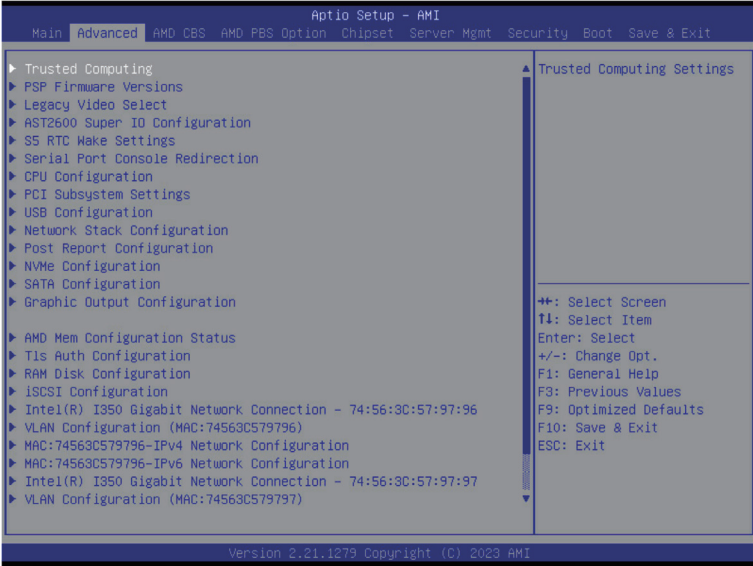 Aptio Setup – AMI
Main Advanced AMD CBS AMD PBS Option Chipset Server Mgmt Security Boot Save & Exit
Trusted Computing
PSP Firmware Versions
Legacy Video Select
AST2600 Super IO Configuration
S5 RTC Wake Settings
Serial Port Console Redirection
CPU Configuration
PCI Subsystem Settings
USB Configuration
Network Stack Configuration
Post Report Configuration
NVMe Configuration
SATA Configuration
Graphic Output Configuration
AMD Mem Configuration Status
Tls Auth Configuration
RAM Disk Configuration
iSCSI Configuration
Intel(R) I350 Gigabit Network Connection – 74:56:3C:57:97:96
VLAN Configuration (MAC:74563C579796)
MAC:74563C579796-IPv4 Network Configuration
MAC:74563C579796-IPv6 Network Configuration
Intel(R) I350 Gigabit Network Connection – 74:56:3C:57:97:97
VLAN Configuration (MAC:74563C579797)
Trusted Computing Settings
→←: Select Screen
↑↓: Select Item
Enter: Select
+/-: Change Opt.
F1: General Help
F3: Previous Values
F9: Optimized Defaults
F10: Save & Exit
ESC: Exit
Version 2.21.1279 Copyright (C) 2023 AMI